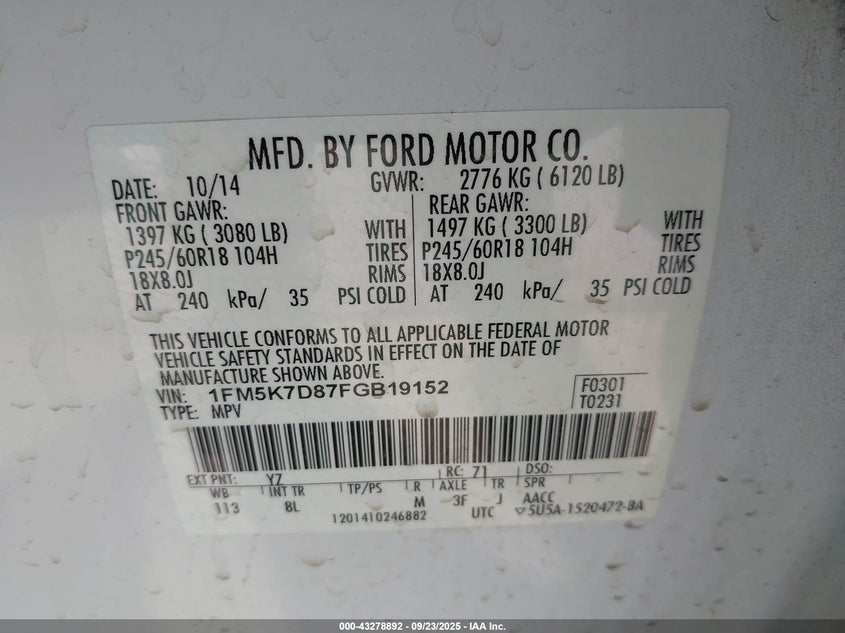 MFD. BY FORD MOTOR CO.
DATE: 10/14 GVWR: 2776 KG ( 6120 LB)
FRONT GAWR: REAR GAWR:
1397 KG ( 3080 LB) WITH 1497 KG ( 3300 LB) WITH
P245/60R18 104H TIRES P245/60R18 104H TIRES
18X8.0J RIMS 18X8.0J RIMS
AT 240 kPa/ 35 PSI COLD AT 240 kPa/ 35 PSI COLD
THIS VEHICLE CONFORMS TO ALL APPLICABLE FEDERAL MOTOR
VEHICLE SAFETY STANDARDS IN EFFECT ON THE DATE OF
MANUFACTURE SHOWN ABOVE.
VIN: 1FM5K7D87FGB19152 F0301
TYPE: MPV T0231
EXT PNT: YZ RC: 71 DSO:
WB INT TR TP/PS R AXLE TR SPR
113 8L M 3F J AACC
1201410246882 UTC ▽5U5A-1520472-BA
000-43278892 - 09/23/2025 - IAA Inc.